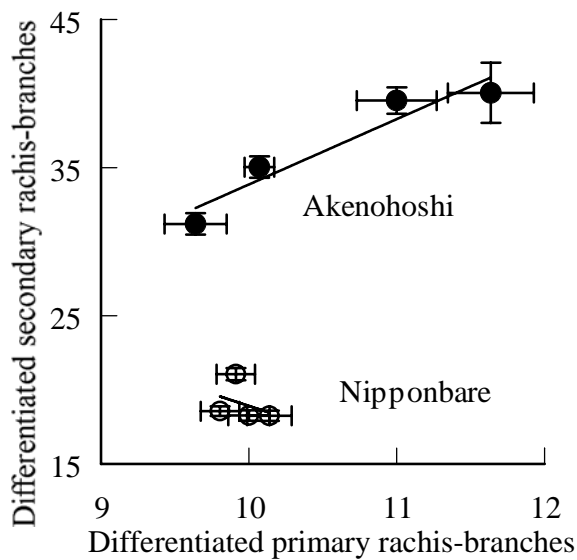 Differentiated secondary rachis-branches
45
35
25
15
Akenohoshi
Nipponbare
9
10
11
12
Differentiated primary rachis-branches